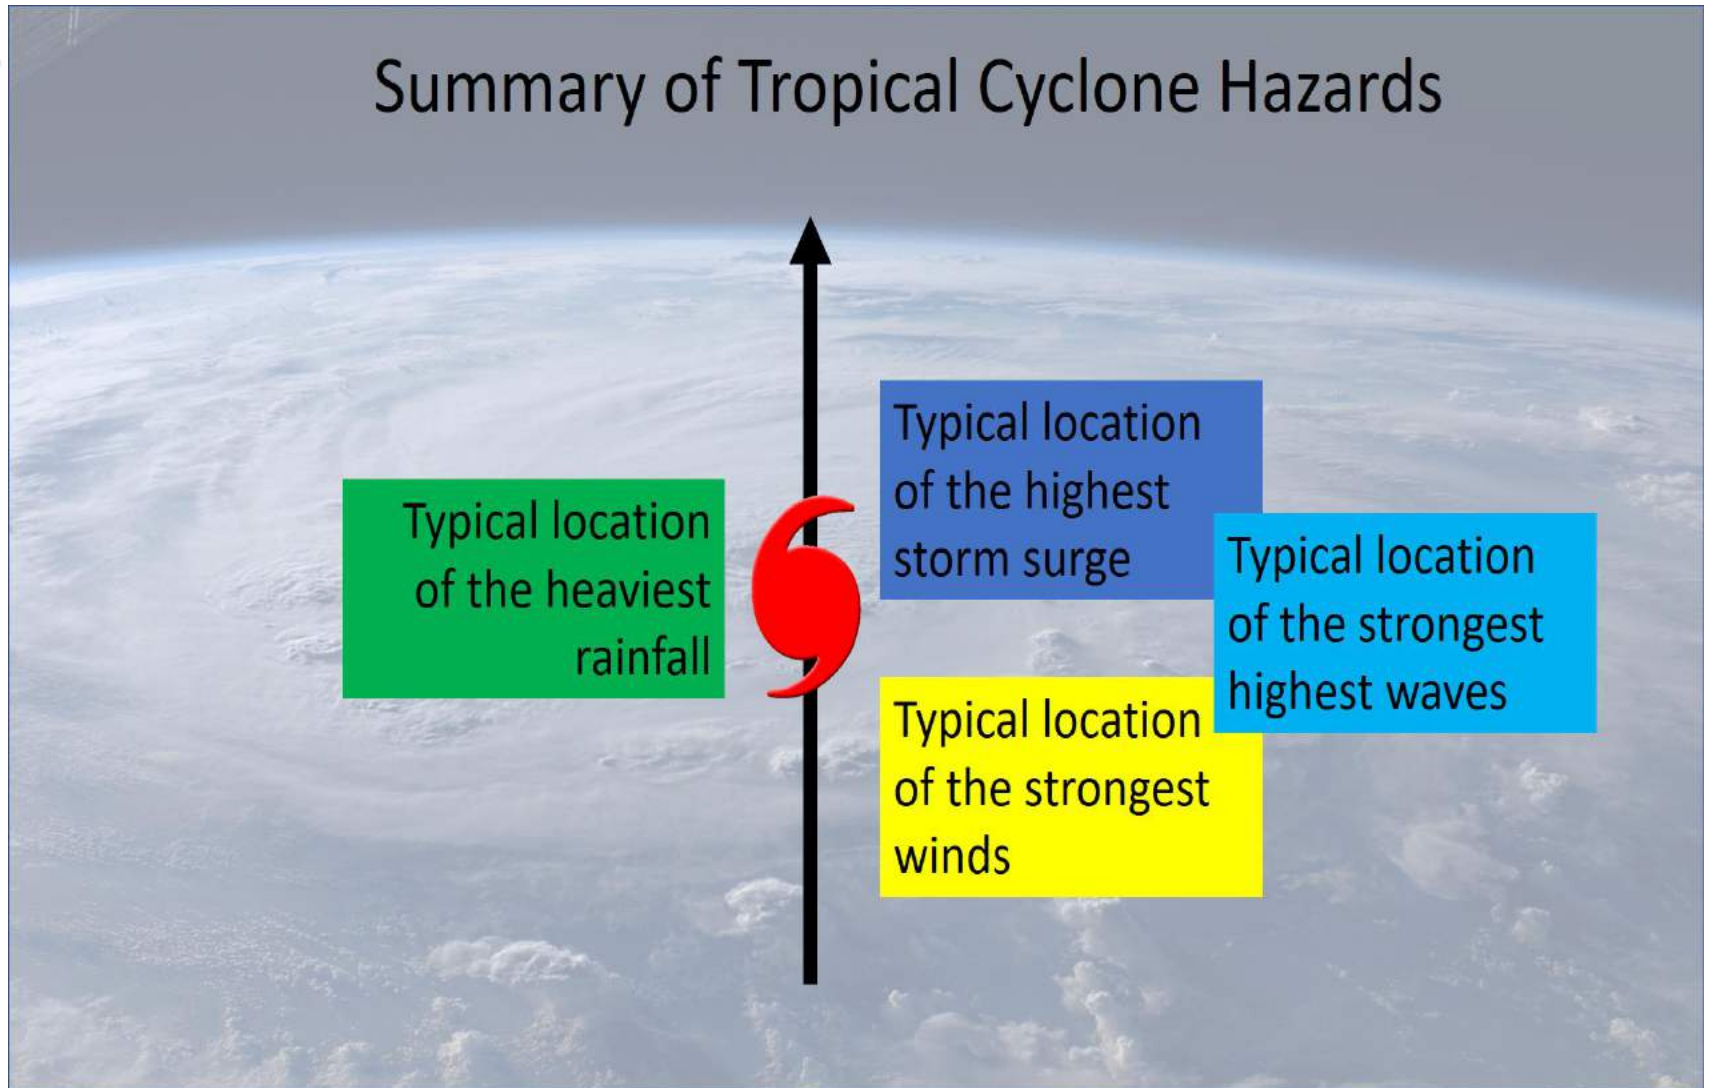 Summary of Tropical Cyclone Hazards
Typical location
of the highest
storm surge
Typical location
of the heaviest
rainfall
Typical location
of the strongest
highest waves
Typical location
of the strongest
winds